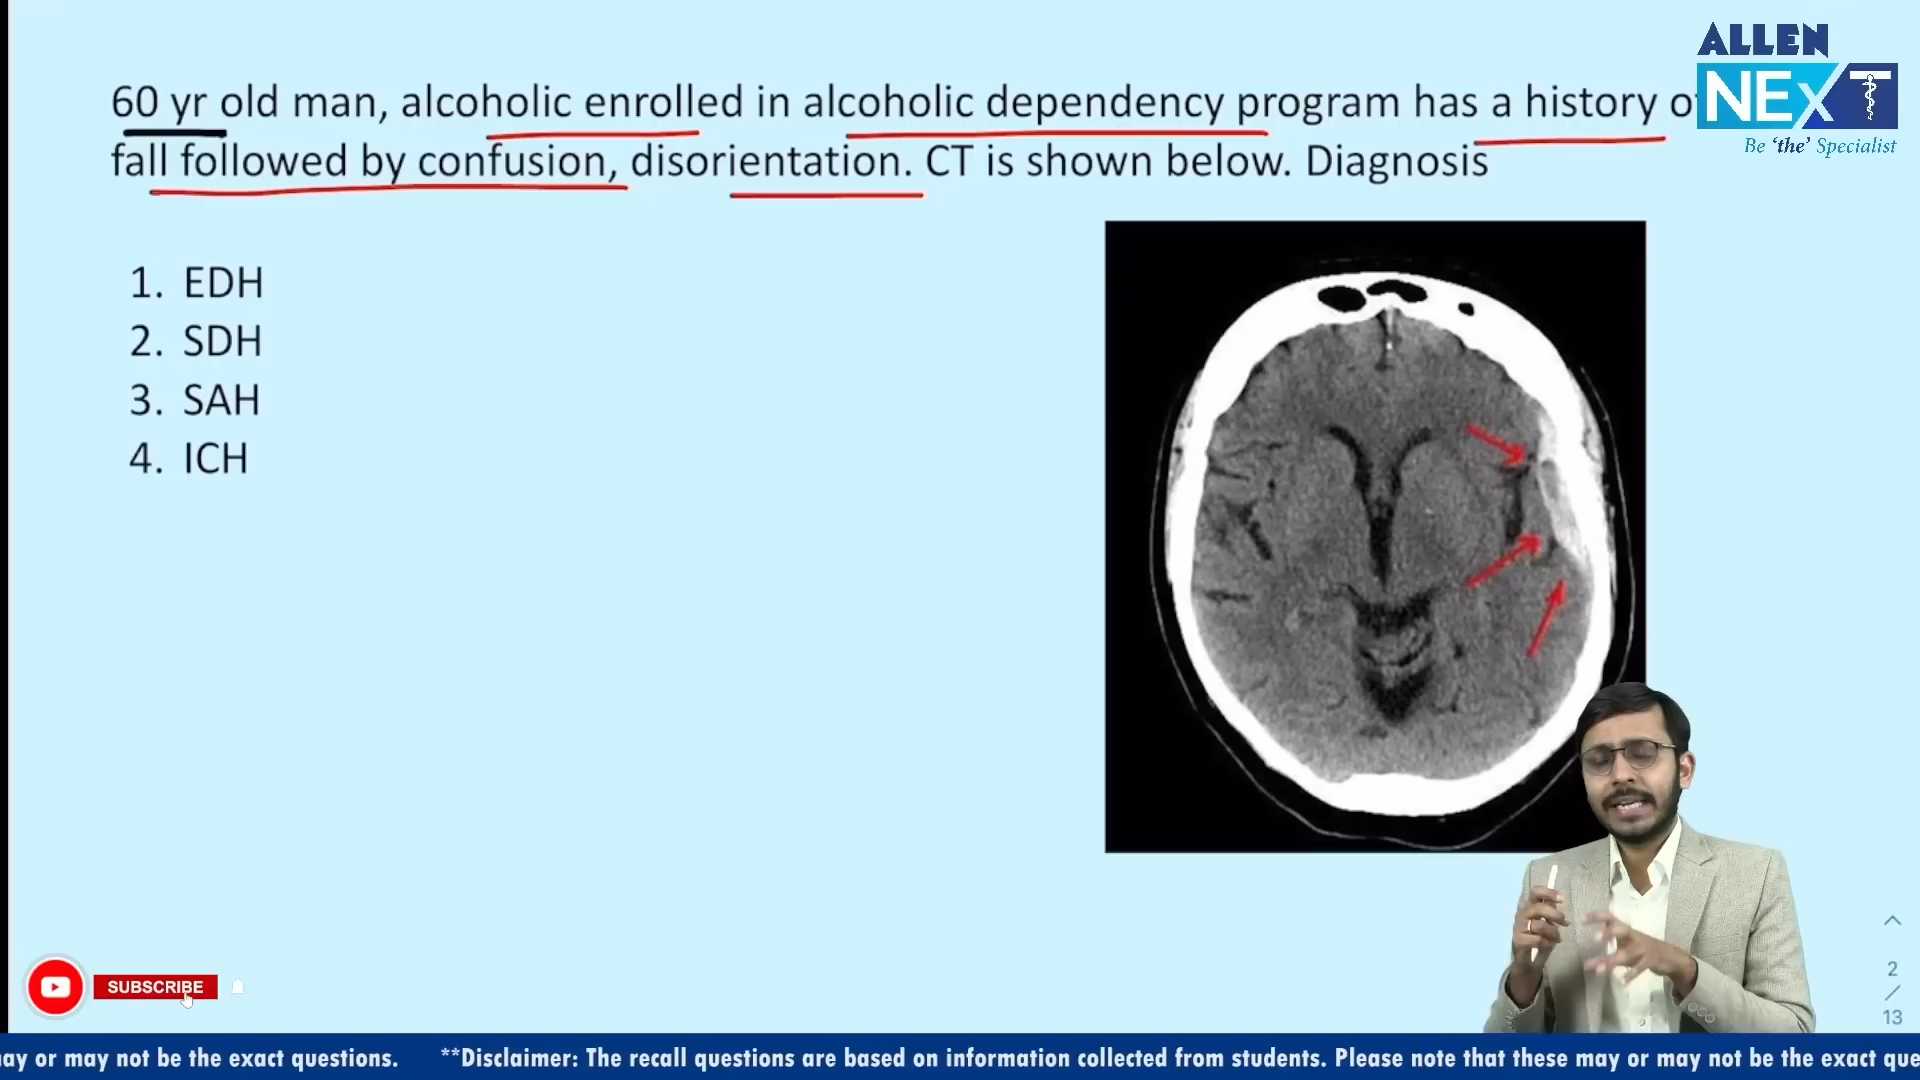 ALLEN
NEXT
Be 'the' Specialist
60 yr old man, alcoholic enrolled in alcoholic dependency program has a history
fall followed by confusion, disorientation. CT is shown below. Diagnosis
1. EDH
2. SDH
3. SAH
4. ICH
2
/
13
SUBSCRIBE
may or may not be the exact questions. **Disclaimer: The recall questions are based on information collected from students. Please note that these may or may not be the exact